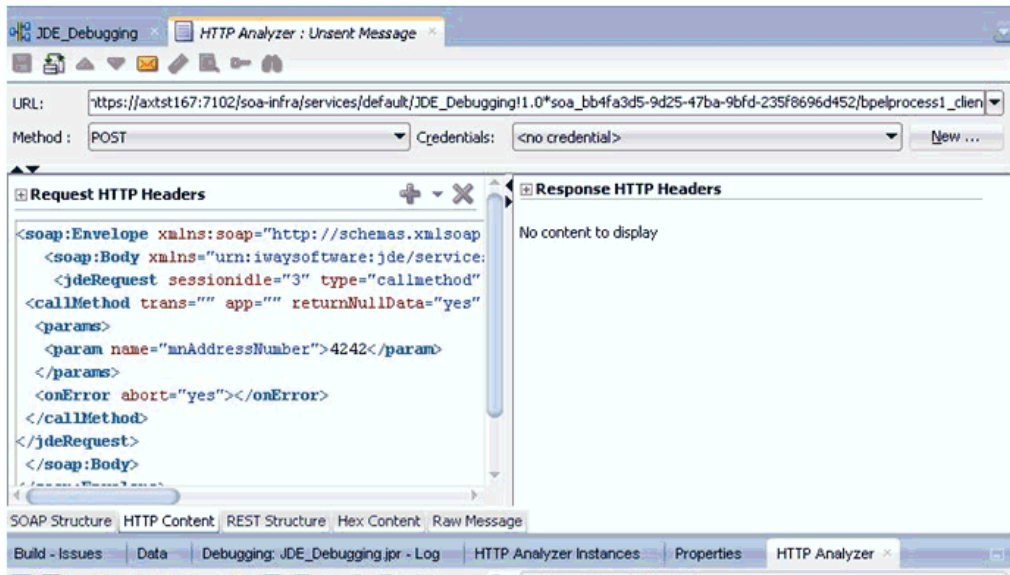 JDE_Debugging
HTTP Analyzer : Unsent Message
URL: https://axtst167:7102/soa-infra/services/default/JDE_Debugging!1.0*soa_bb4fa3d5-9d25-47ba-9bfd-235f8696d452/bpelprocess1_clien
Method : POST Credentials: <no credential> New ...
Request HTTP Headers
<soap:Envelope xmlns:soap="http://schemas.xmlsoap
<soap:Body xmlns="urn:iwaysoftware:jde/service:
<jdeRequest sessionidle="3" type="callmethod"
<callMethod trans="" app="" returnNullData="yes"
<params>
<param name="mnAddressNumber">4242</param>
</params>
<onError abort="yes"></onError>
</callMethod>
</jdeRequest>
</soap:Body>
Response HTTP Headers
No content to display
SOAP Structure HTTP Content REST Structure Hex Content Raw Message
Build - Issues Data Debugging: JDE_Debugging.jpr - Log HTTP Analyzer Instances Properties HTTP Analyzer